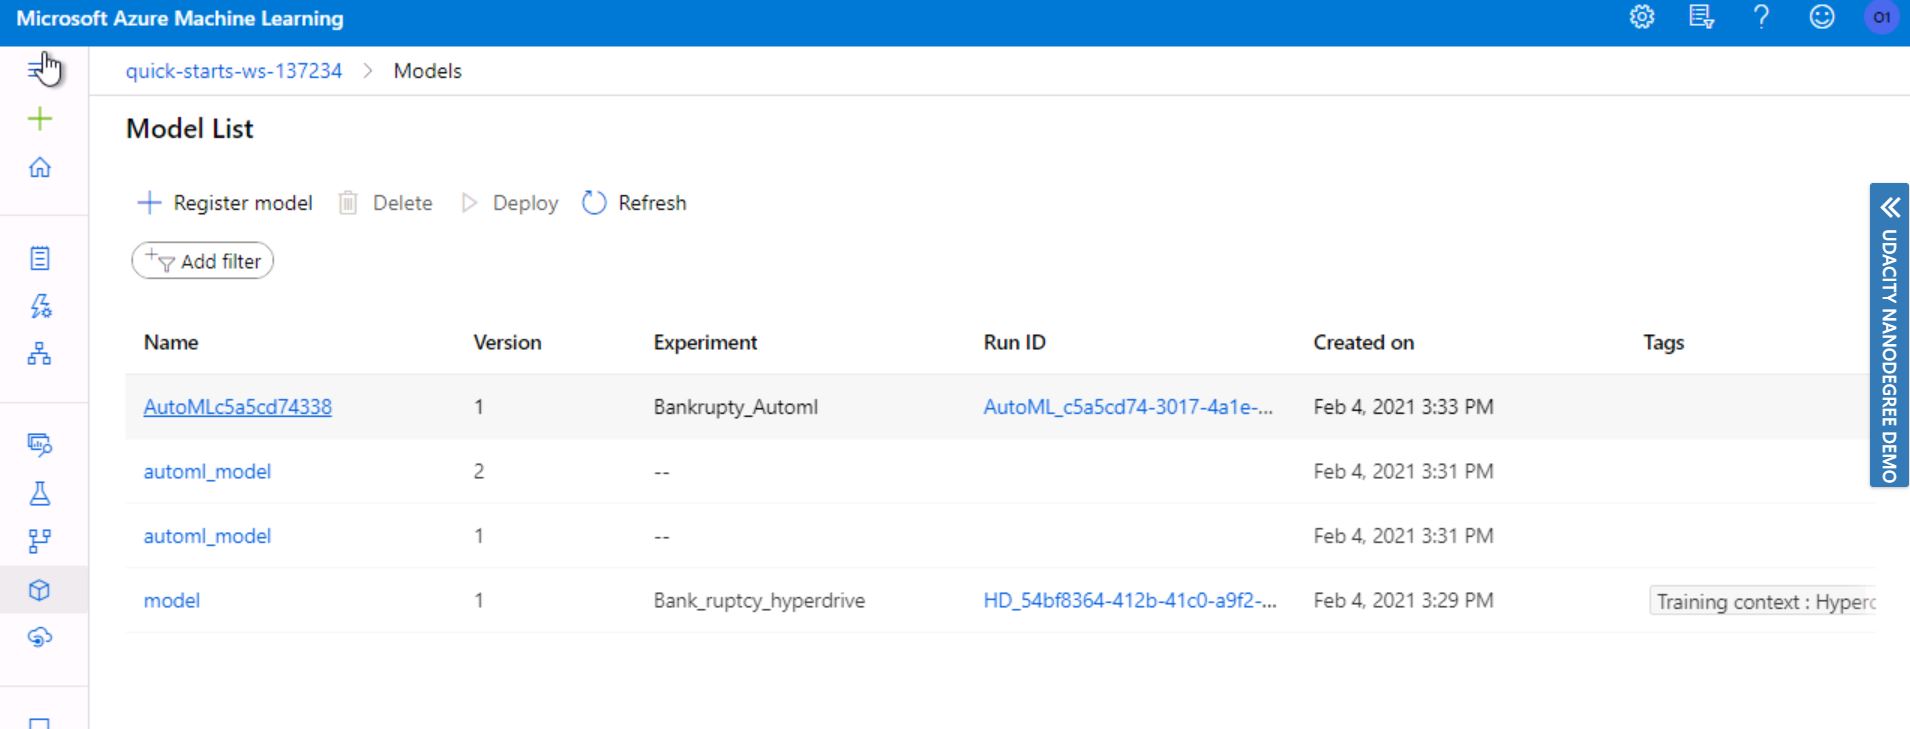 Microsoft Azure Machine Learning
?
01
quick-starts-ws-137234 > Models
Model List
Register model Delete Deploy Refresh
Add filter
Name Version Experiment Run ID Created on Tags
AutoMLc5a5cd74338 1 Bankrupty_Automl AutoML_c5a5cd74-3017-4a1e-... Feb 4, 2021 3:33 PM
automl_model 2 -- Feb 4, 2021 3:31 PM
automl_model 1 -- Feb 4, 2021 3:31 PM
model 1 Bank_ruptcy_hyperdrive HD_54bf8364-412b-41c0-a9f2-... Feb 4, 2021 3:29 PM Training context : Hyperc
UDACITY NANODEGREE DEMO